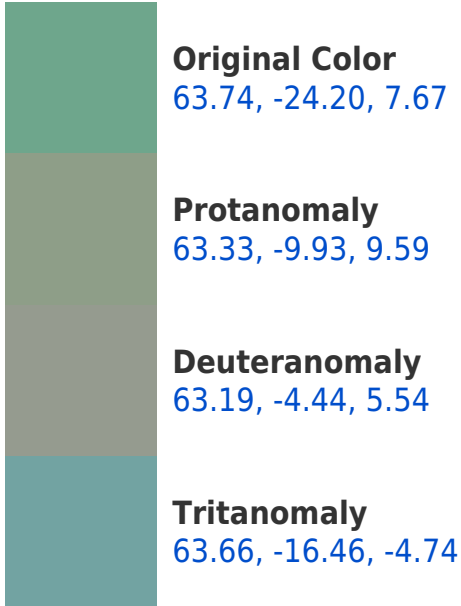 Original Color
63.74, -24.20, 7.67
Protanomaly
63.33, -9.93, 9.59
Deuteranomaly
63.19, -4.44, 5.54
Tritanomaly
63.66, -16.46, -4.74